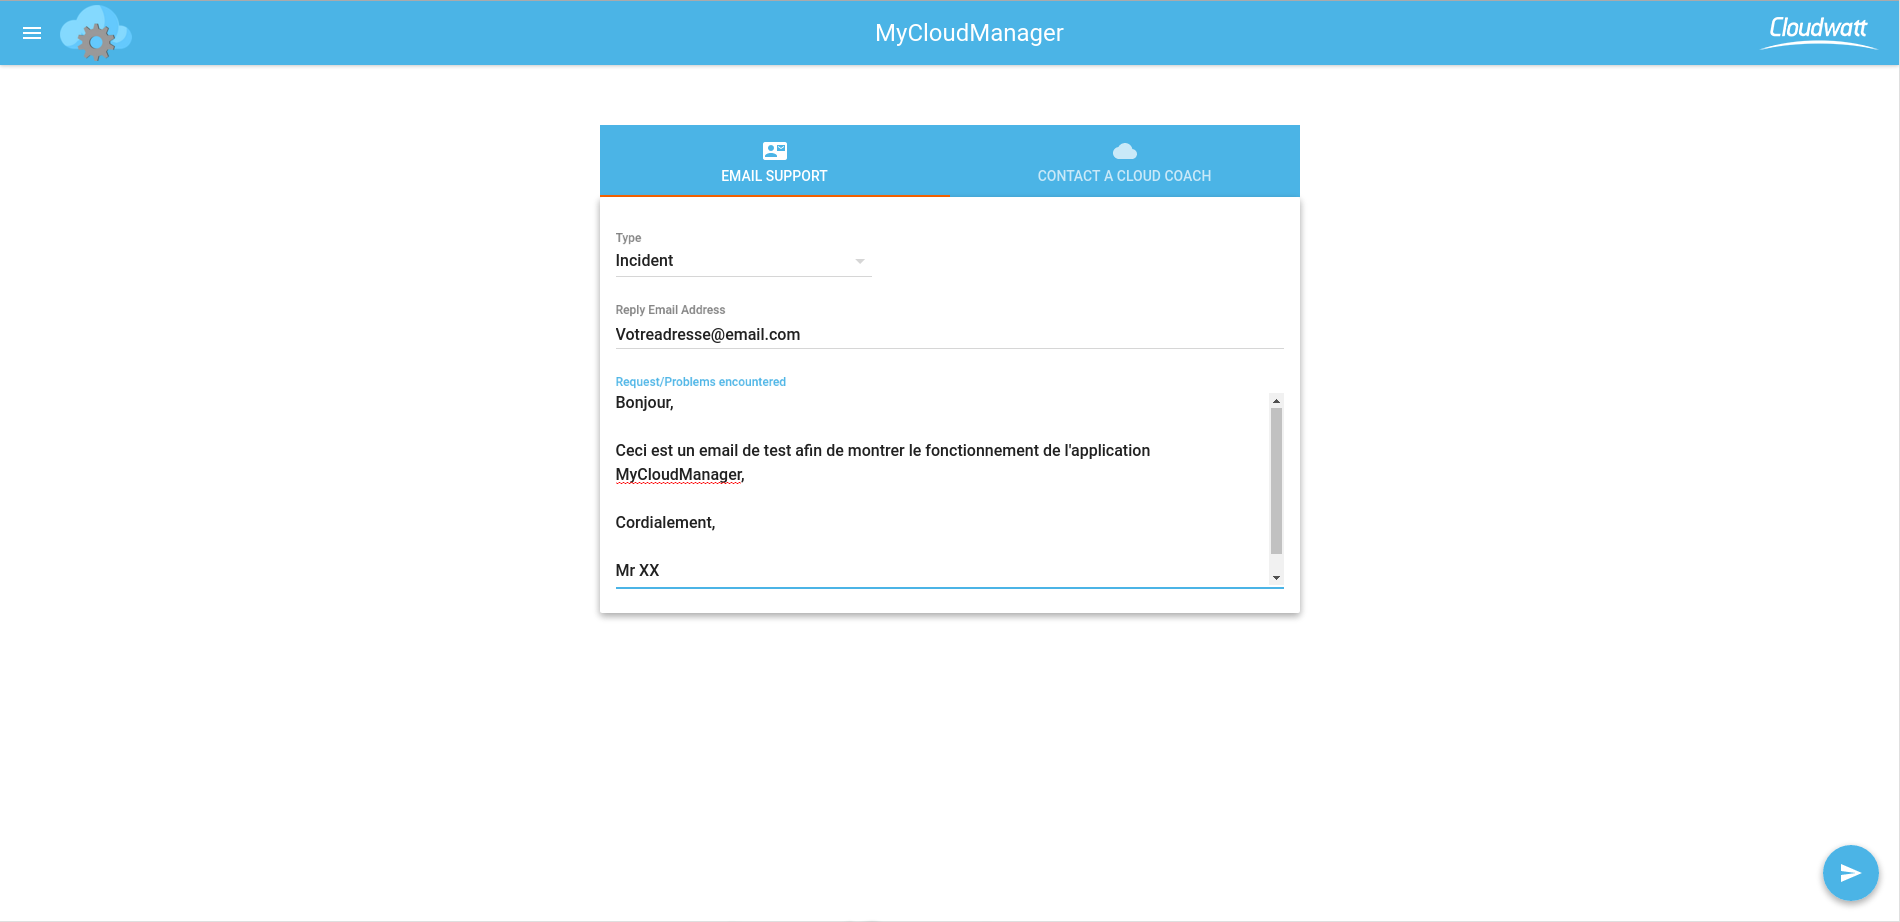 MyCloudManager
Cloudwatt
EMAIL SUPPORT
CONTACT A CLOUD COACH
Type
Incident
Reply Email Address
Votreadresse@email.com
Request/Problems encountered
Bonjour,
Ceci est un email de test afin de montrer le fonctionnement de l'application
MyCloudManager,
Cordialement,
Mr XX